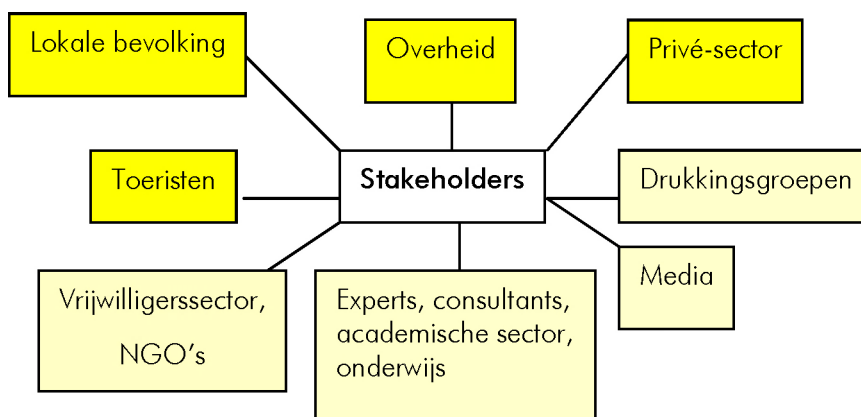 Lokale bevolking
Overheid
Privé-sector
Toeristen
Stakeholders
Drukkingsgroepen
Vrijwilligerssector,
NGO's
Experts, consultants,
academische sector,
onderwijs
Media